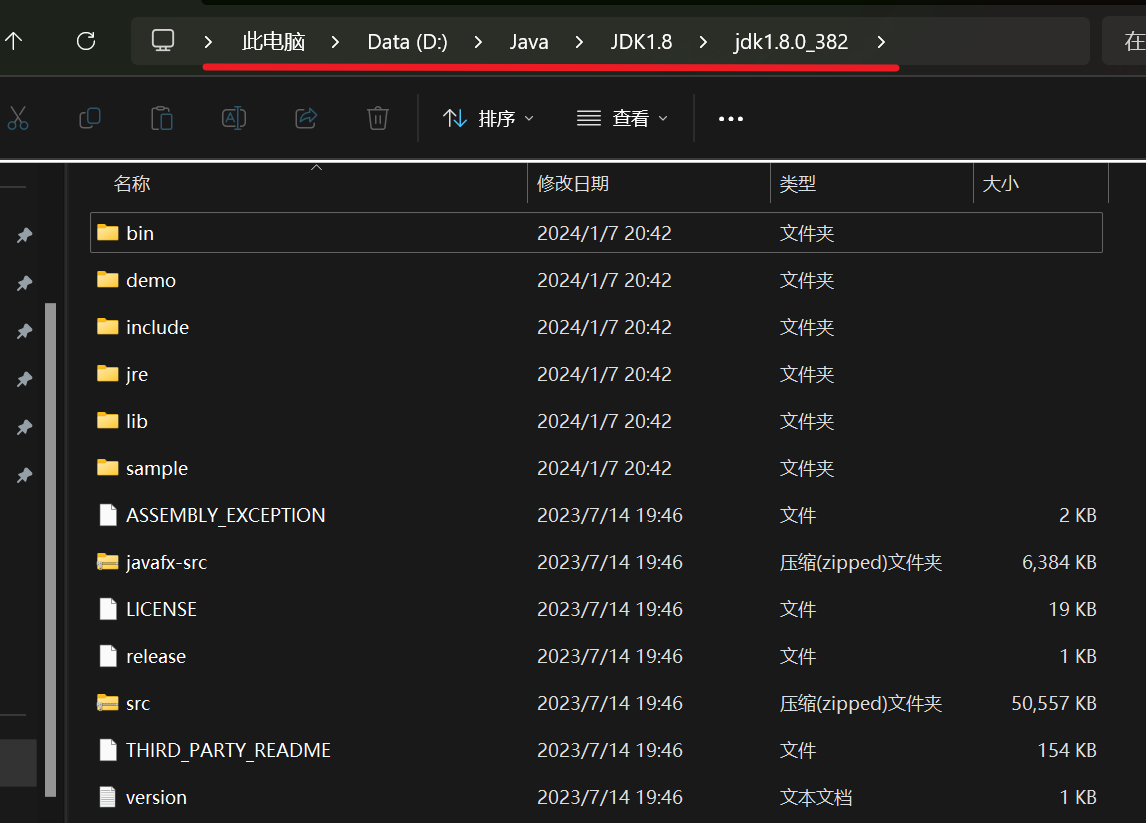 此电脑 Data (D:) Java JDK1.8 jdk1.8.0_382 在
排序 查看
名称 修改日期 类型 大小
bin 2024/1/7 20:42 文件夹
demo 2024/1/7 20:42 文件夹
include 2024/1/7 20:42 文件夹
jre 2024/1/7 20:42 文件夹
lib 2024/1/7 20:42 文件夹
sample 2024/1/7 20:42 文件夹
ASSEMBLY_EXCEPTION 2023/7/14 19:46 文件 2 KB
javafx-src 2023/7/14 19:46 压缩(zipped)文件夹 6,384 KB
LICENSE 2023/7/14 19:46 文件 19 KB
release 2023/7/14 19:46 文件 1 KB
src 2023/7/14 19:46 压缩(zipped)文件夹 50,557 KB
THIRD_PARTY_README 2023/7/14 19:46 文件 154 KB
version 2023/7/14 19:46 文本文档 1 KB